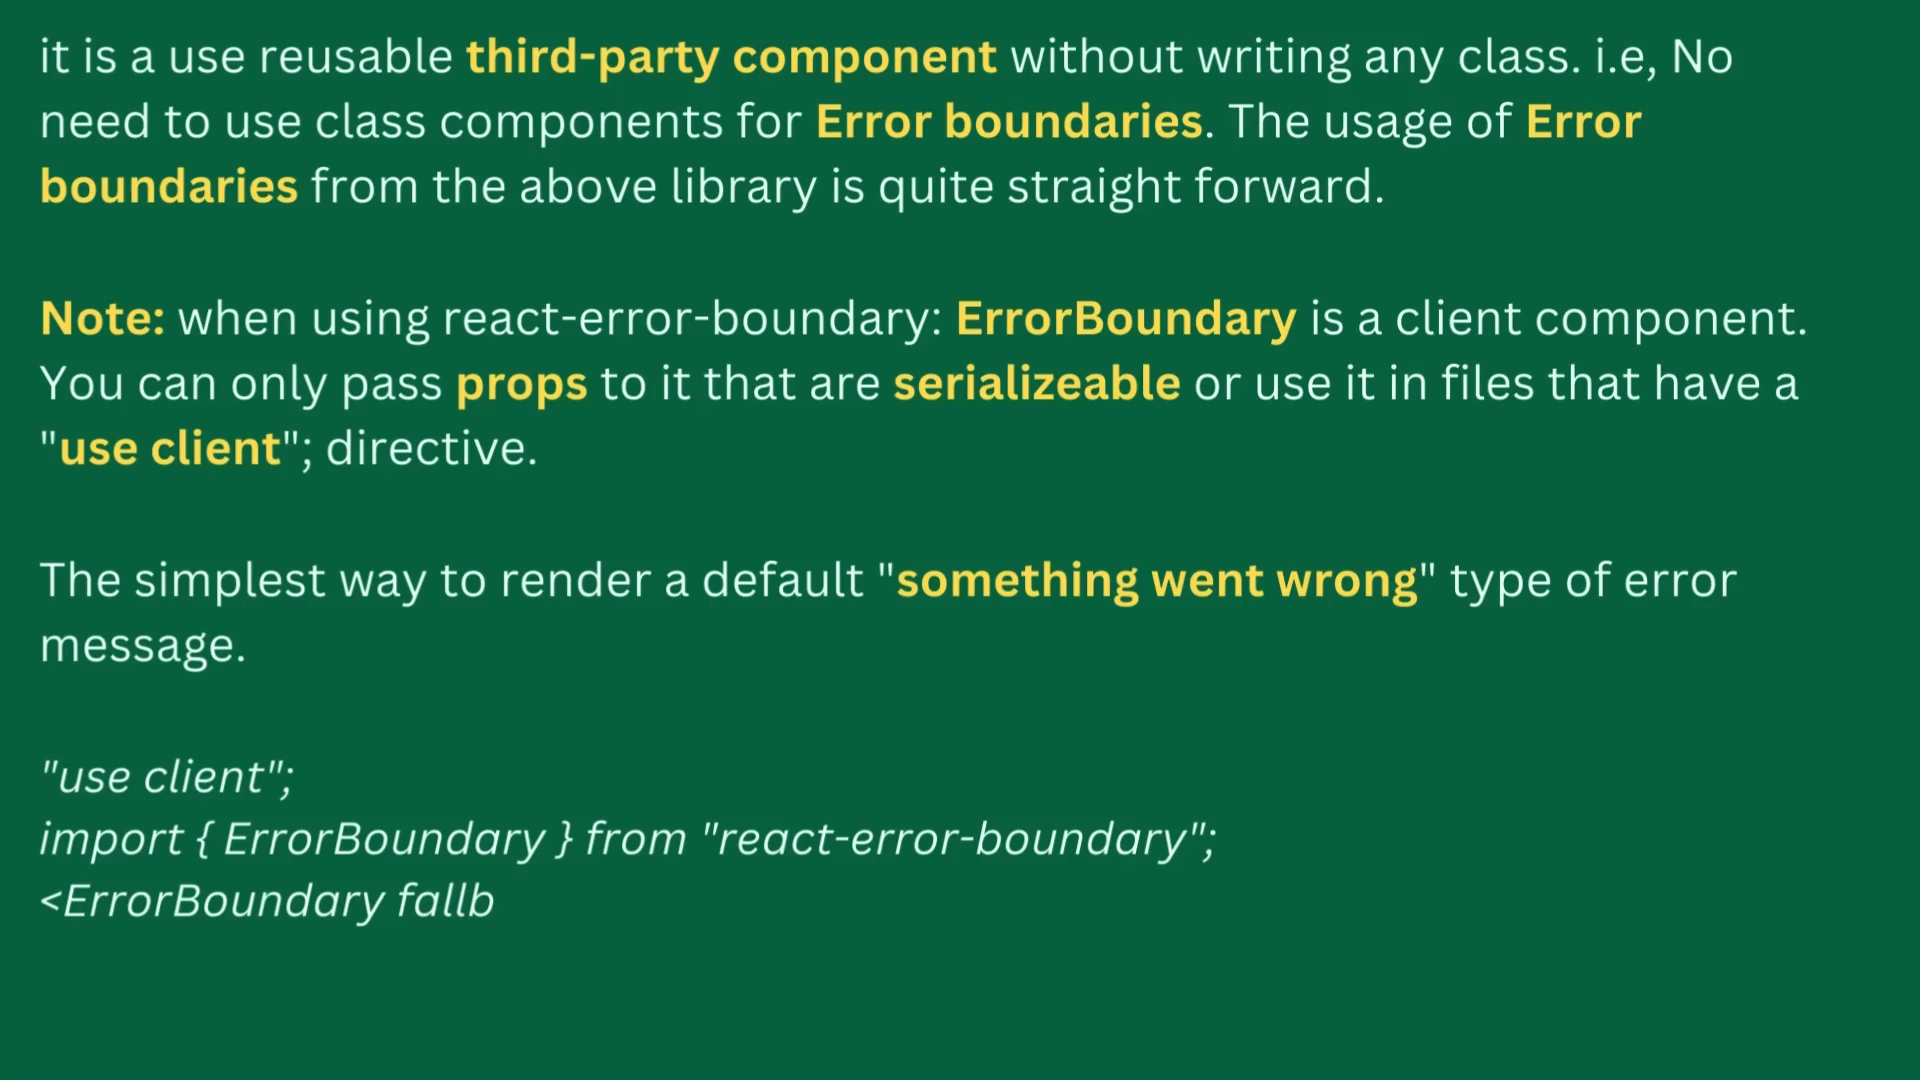 it is a use reusable third-party component without writing any class. i.e, No
need to use class components for Error boundaries. The usage of Error
boundaries from the above library is quite straight forward.
Note: when using react-error-boundary: ErrorBoundary is a client component.
You can only pass props to it that are serializeable or use it in files that have a
"use client"; directive.
The simplest way to render a default "something went wrong" type of error
message.
"use client";
import { ErrorBoundary } from "react-error-boundary";
<ErrorBoundary fallb